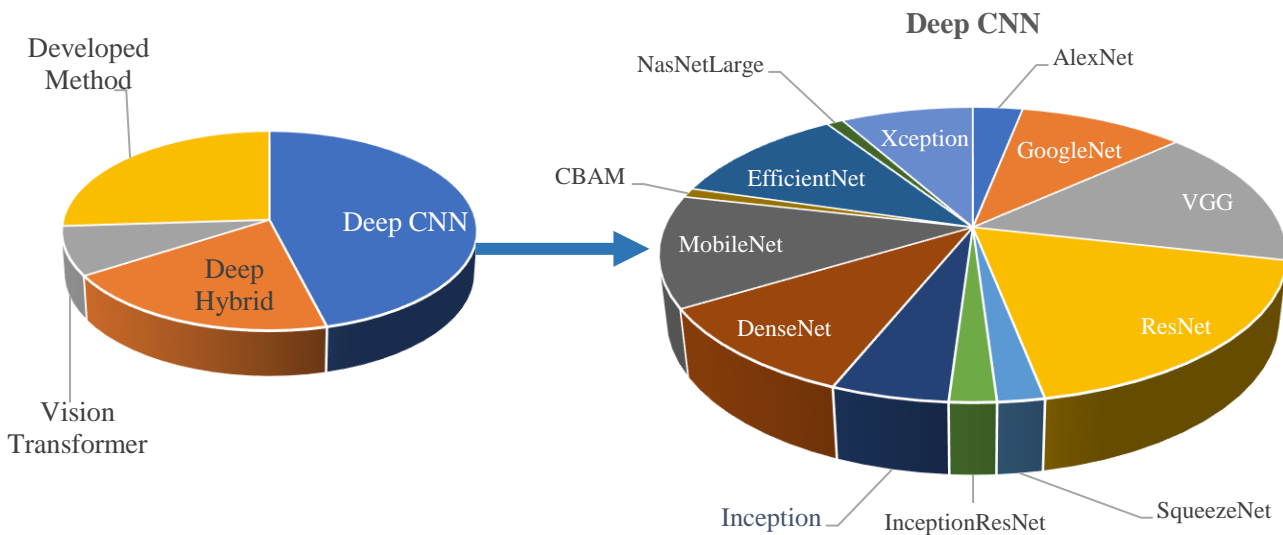 Developed
Method
Deep CNN
Deep
Hybrid
Vision
Transformer
Deep CNN
AlexNet
NasNetLarge
Xception
GoogleNet
EfficientNet
CBAM
VGG
MobileNet
DenseNet
ResNet
Inception
InceptionResNet
SqueezeNet